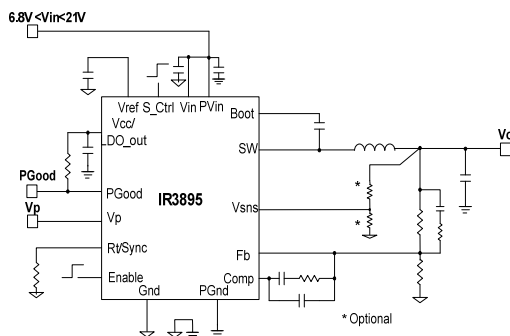 6.8V <Vin<21V
Vref S_Ctrl Vin PVin
Vcc/
LDO_out
Boot
SW
PGood
PGood
IR3895
Vp
Vp
Vsns
*
*
Rt/Sync
Fb
Enable
Comp
Gnd
PGnd
* Optional